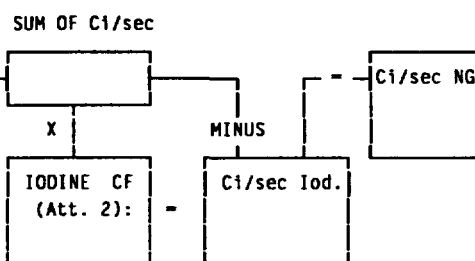 SUM OF Ci/sec
= Ci/sec NG
X MINUS
IODINE CF Ci/sec Iod.
(Att. 2): =